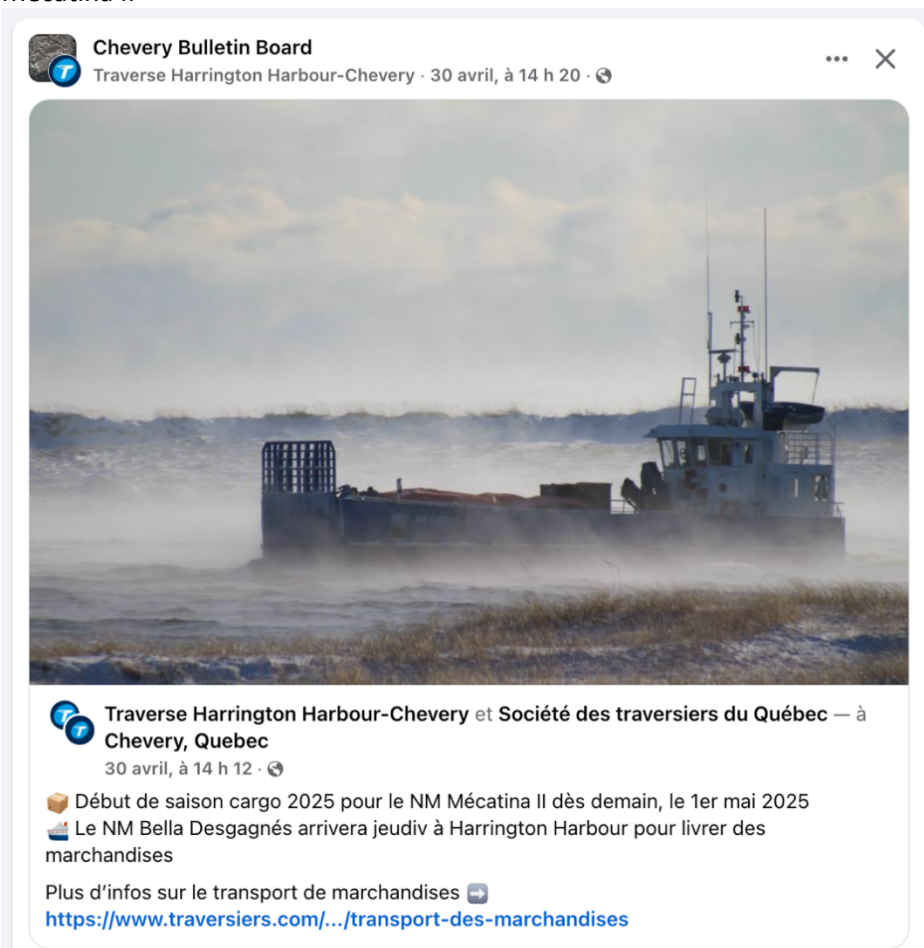 Chevery Bulletin Board
Traverse Harrington Harbour-Chevery · 30 avril, à 14 h 20 ·
Traverse Harrington Harbour-Chevery et Société des traversiers du Québec — à
Chevery, Quebec
30 avril, à 14 h 12 ·
📦 Début de saison cargo 2025 pour le NM Mécatina II dès demain, le 1er mai 2025
🚢 Le NM Bella Desgagnés arrivera jeudiv à Harrington Harbour pour livrer des
marchandises
Plus d'infos sur le transport de marchandises ➡️
https://www.traversiers.com/.../transport-des-marchandises